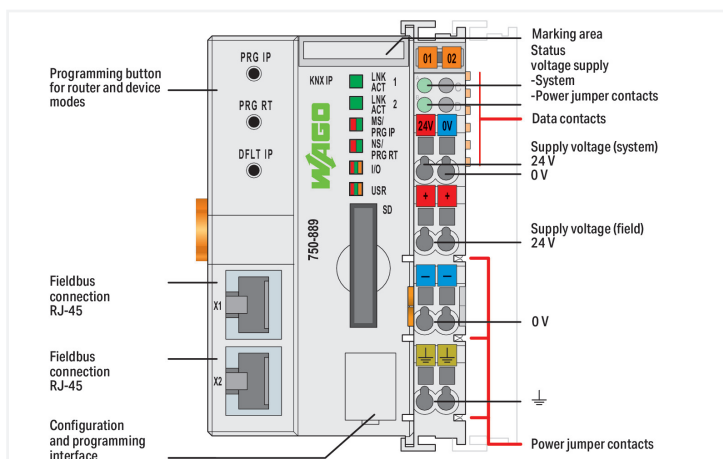 Programming button
for router and device
modes
Fieldbus
connection
RJ-45
Fieldbus
connection
RJ-45
Configuration
and programming
interface
PRG IP
PRG RT
DFLT IP
X1
X2
KNX IP
LNK
ACT 1
LNK
ACT 2
MS/
PRG IP
NS/
PRG RT
I/O
USR
SD
WAGO
750-889
01 02
24V 0V
+ +
− −
Marking area
Status
voltage supply
-System
-Power jumper contacts
Data contacts
Supply voltage (system)
24 V
0 V
Supply voltage (field)
24 V
0 V
Power jumper contacts